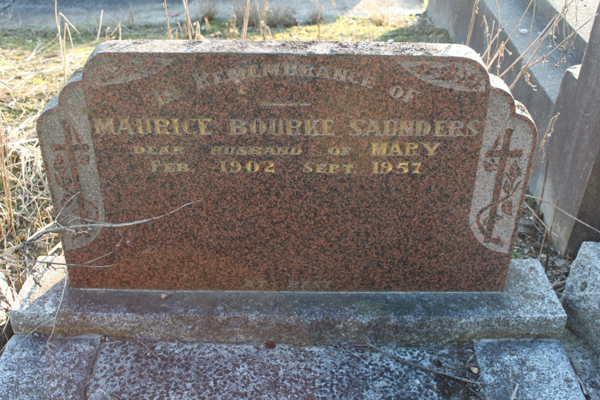 IN REMEMBRANCE OF
MAURICE BOURKE SAUNDERS
DEAR HUSBAND OF MARY
FEB. 1902 SEPT. 1957